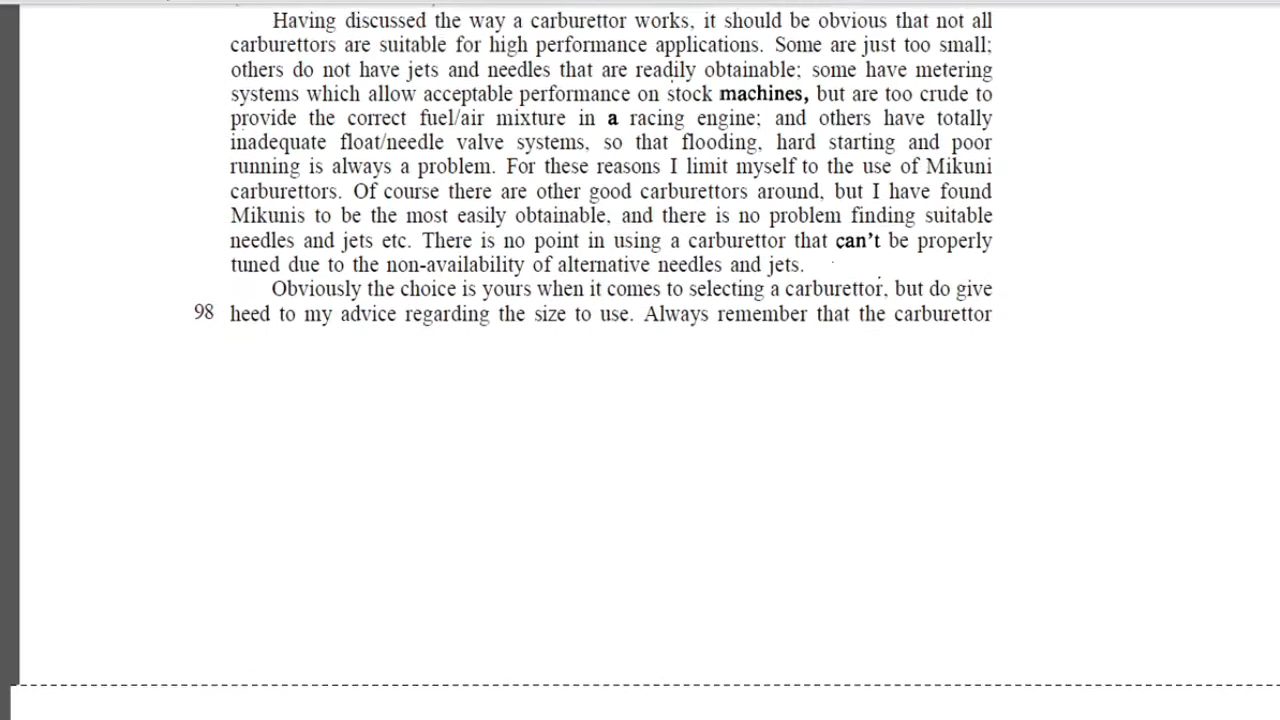 Having discussed the way a carburettor works, it should be obvious that not all
carburettors are suitable for high performance applications. Some are just too small;
others do not have jets and needles that are readily obtainable; some have metering
systems which allow acceptable performance on stock machines, but are too crude to
provide the correct fuel/air mixture in a racing engine; and others have totally
inadequate float/needle valve systems, so that flooding, hard starting and poor
running is always a problem. For these reasons I limit myself to the use of Mikuni
carburettors. Of course there are other good carburettors around, but I have found
Mikunis to be the most easily obtainable, and there is no problem finding suitable
needles and jets etc. There is no point in using a carburettor that can't be properly
tuned due to the non-availability of alternative needles and jets.
Obviously the choice is yours when it comes to selecting a carburettor, but do give
98 heed to my advice regarding the size to use. Always remember that the carburettor